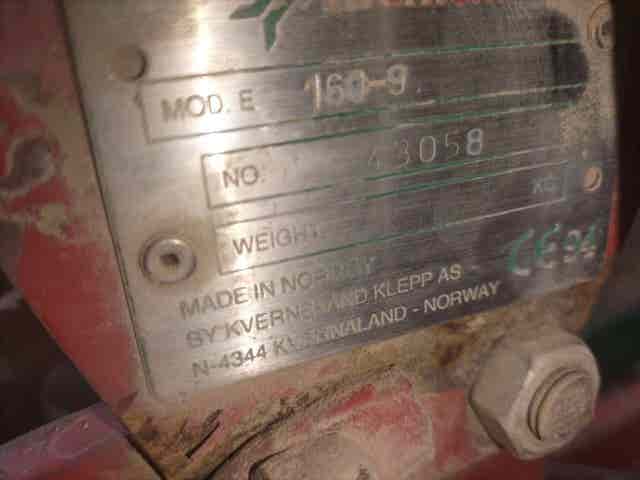 MOD. E 160-9
NO. 43058
WEIGHT KG
CE 94
MADE IN NORWAY
BY KVERNELAND KLEPP AS
N-4344 KVERNALAND - NORWAY